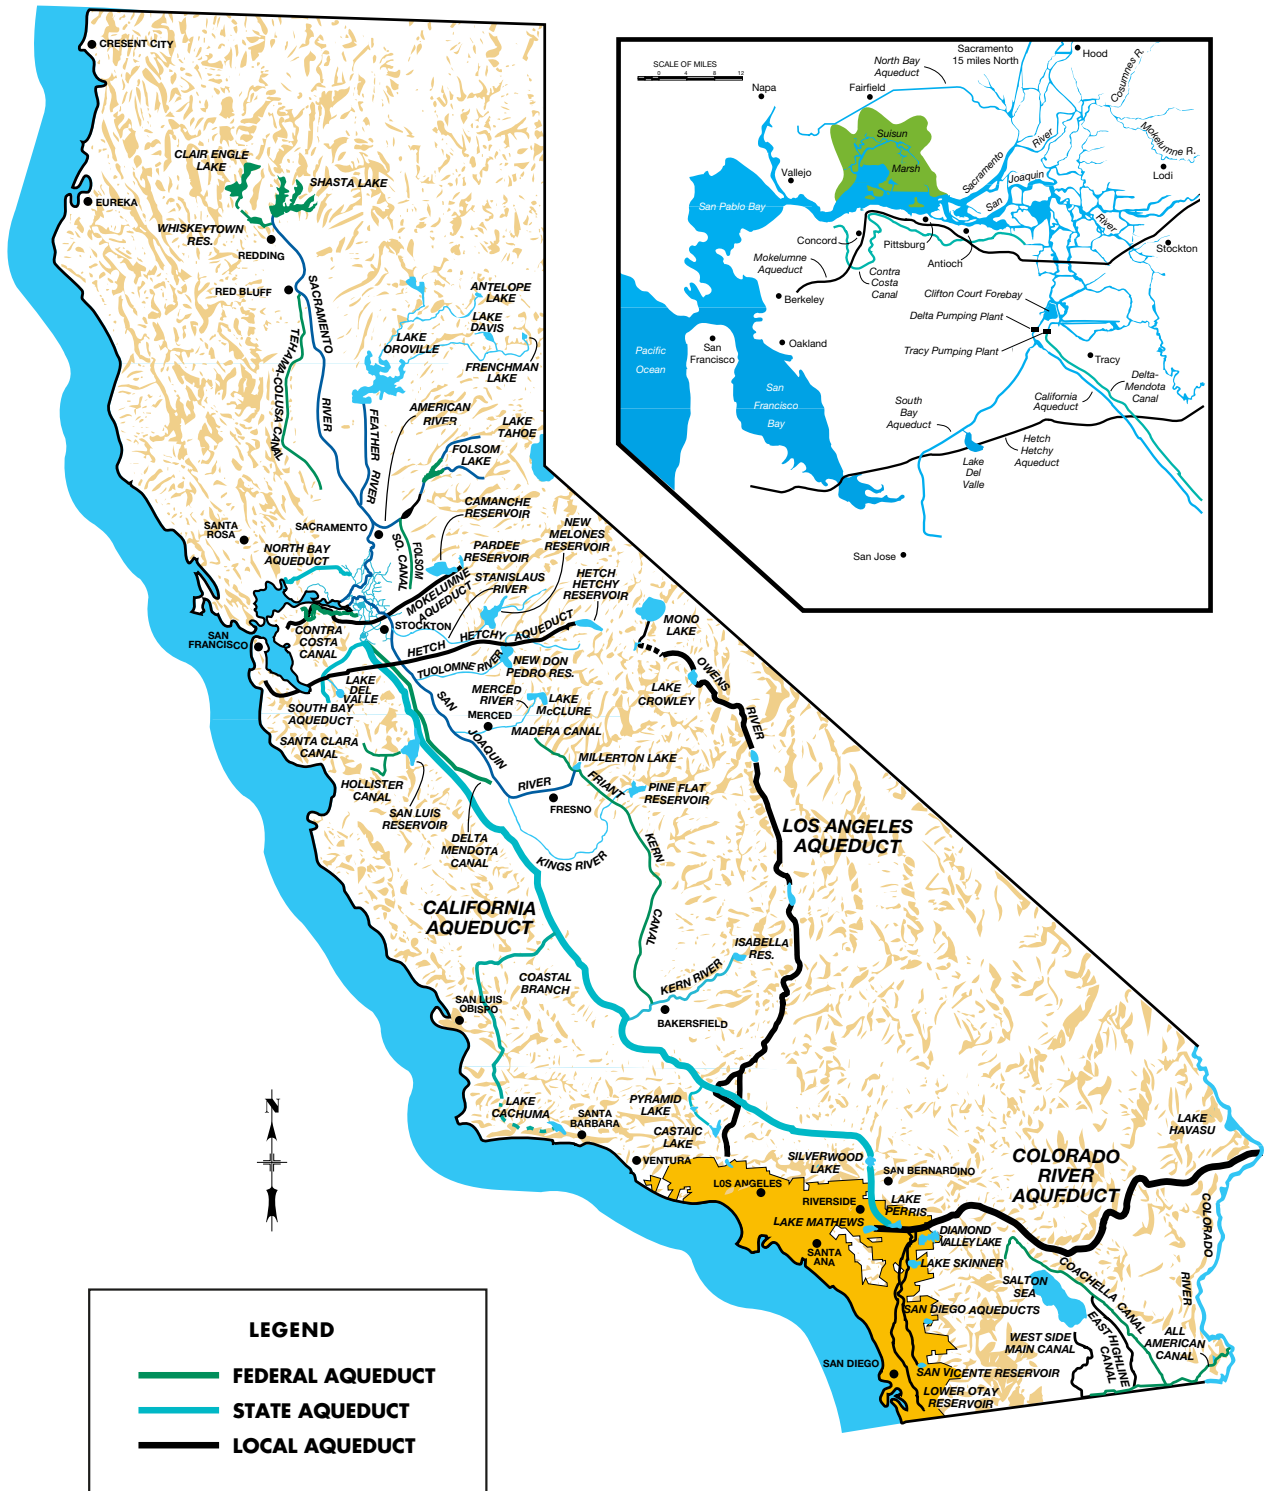 CRESENT CITY
CLAIR ENGLE
LAKE
SHASTA LAKE
EUREKA
WHISKEYTOWN
RES.
REDDING
RED BLUFF
SACRAMENTO
RIVER
TEHAMA-COLUSA CANAL
ANTELOPE
LAKE
LAKE
DAVIS
LAKE
OROVILLE
FRENCHMAN
LAKE
FEATHER RIVER
AMERICAN
RIVER
LAKE
TAHOE
FOLSOM
LAKE
CAMANCHE
RESERVOIR
NEW
MELONES
RESERVOIR
SANTA
ROSA
SACRAMENTO
NORTH BAY
AQUEDUCT
FOLSOM
SO. CANAL
PARDEE
RESERVOIR
STANISLAUS
RIVER
HETCH
HETCHY
RESERVOIR
MOKELUMNE
AQUEDUCT
MONO
LAKE
STOCKTON
SAN
FRANCISCO
CONTRA
COSTA
CANAL
HETCH HETCHY AQUEDUCT
TUOLOMNE RIVER
NEW DON
PEDRO RES.
OWENS
RIVER
LAKE
CROWLEY
LAKE
DEL
VALLE
SOUTH BAY
AQUEDUCT
MERCED
RIVER
LAKE
McCLURE
MERCED
SAN
JOAQUIN
RIVER
MADERA CANAL
SANTA CLARA
CANAL
MILLERTON LAKE
HOLLISTER
CANAL
FRIANT
KERN
CANAL
PINE FLAT
RESERVOIR
FRESNO
SAN LUIS
RESERVOIR
DELTA
MENDOTA
CANAL
KINGS RIVER
LOS ANGELES
AQUEDUCT
CALIFORNIA
AQUEDUCT
ISABELLA
RES.
KERN RIVER
COASTAL
BRANCH
SAN LUIS
OBISPO
BAKERSFIELD
N
LAKE
CACHUMA
SANTA
BARBARA
PYRAMID
LAKE
CASTAIC
LAKE
VENTURA
LOS ANGELES
SILVERWOOD
LAKE
SAN BERNARDINO
RIVERSIDE
LAKE
PERRIS
LAKE MATHEWS
SANTA
ANA
COLORADO
RIVER
AQUEDUCT
LAKE
HAVASU
DIAMOND
VALLEY LAKE
LAKE SKINNER
SALTON
SEA
COACHELLA CANAL
COLORADO
RIVER
SAN DIEGO AQUEDUCTS
WEST SIDE
MAIN CANAL
EAST HIGHLINE
CANAL
ALL
AMERICAN
CANAL
SAN DIEGO
SAN VICENTE RESERVOIR
LOWER OTAY
RESERVOIR
LEGEND
FEDERAL AQUEDUCT
STATE AQUEDUCT
LOCAL AQUEDUCT
SCALE OF MILES
0 4 8 12
Napa
North Bay
Aqueduct
Fairfield
Sacramento
15 miles North
Hood
Cosumnes R.
Suisun
Marsh
Sacramento
River
Mokelumne R.
Lodi
Vallejo
San Pablo Bay
San
Joaquin
River
Concord
Pittsburg
Antioch
Stockton
Mokelumne
Aqueduct
Contra
Costa
Canal
Berkeley
Clifton Court Forebay
Delta Pumping Plant
Tracy Pumping Plant
Oakland
San
Francisco
Pacific
Ocean
Tracy
San
Francisco
Bay
South
Bay
Aqueduct
California
Aqueduct
Delta-
Mendota
Canal
Lake
Del
Valle
Hetch
Hetchy
Aqueduct
San Jose